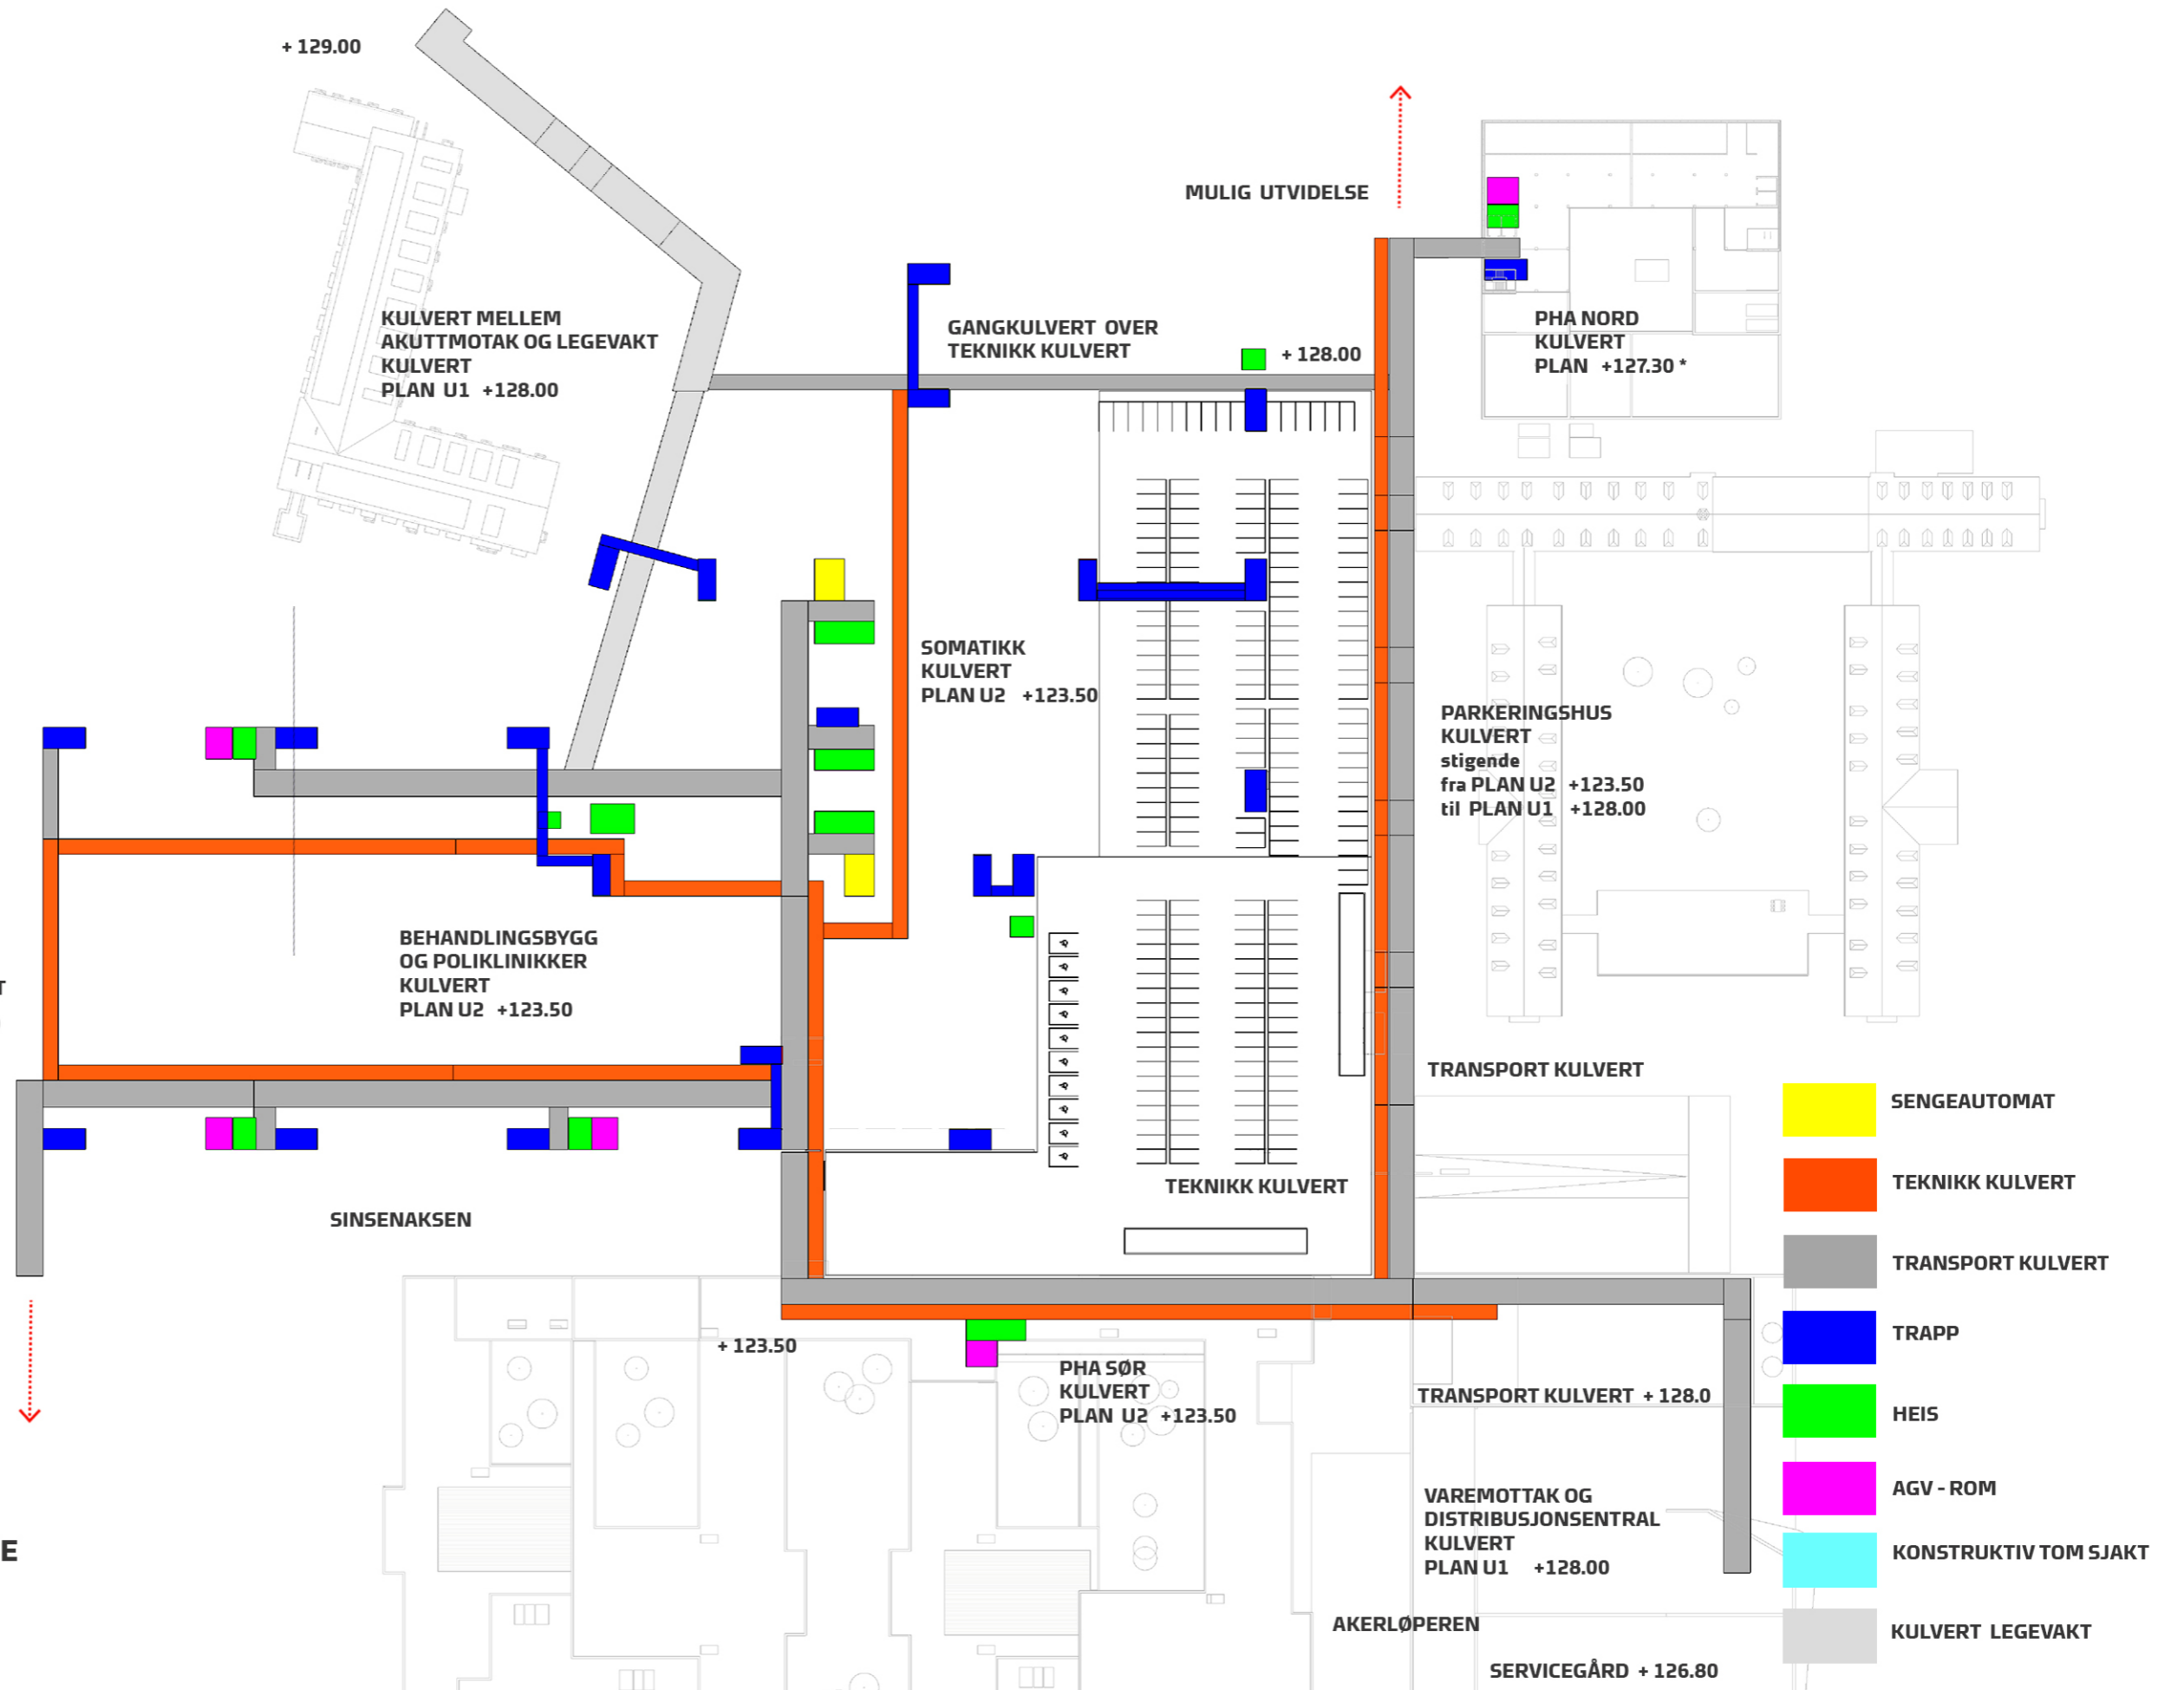 + 129.00
MULIG UTVIDELSE
KULVERT MELLEM
AKUTTMOTAK OG LEGEVAKT
KULVERT
PLAN U1 +128.00
GANGKULVERT OVER
TEKNIKK KULVERT
+ 128.00
PHA NORD
KULVERT
PLAN +127.30 *
SOMATIKK
KULVERT
PLAN U2 +123.50
PARKERINGSHUS
KULVERT
stigende
fra PLAN U2 +123.50
til PLAN U1 +128.00
BEHANDLINGSBYGG
OG POLIKLINIKKER
KULVERT
PLAN U2 +123.50
T
TRANSPORT KULVERT
TEKNIKK KULVERT
SINSENAKSEN
+ 123.50
PHA SØR
KULVERT
PLAN U2 +123.50
TRANSPORT KULVERT + 128.0
VAREMOTTAK OG
DISTRIBUSJONSENTRAL
KULVERT
PLAN U1 +128.00
E
AKERLØPEREN
SERVICEGÅRD + 126.80
SENGEAUTOMAT
TEKNIKK KULVERT
TRANSPORT KULVERT
TRAPP
HEIS
AGV - ROM
KONSTRUKTIV TOM SJAKT
KULVERT LEGEVAKT